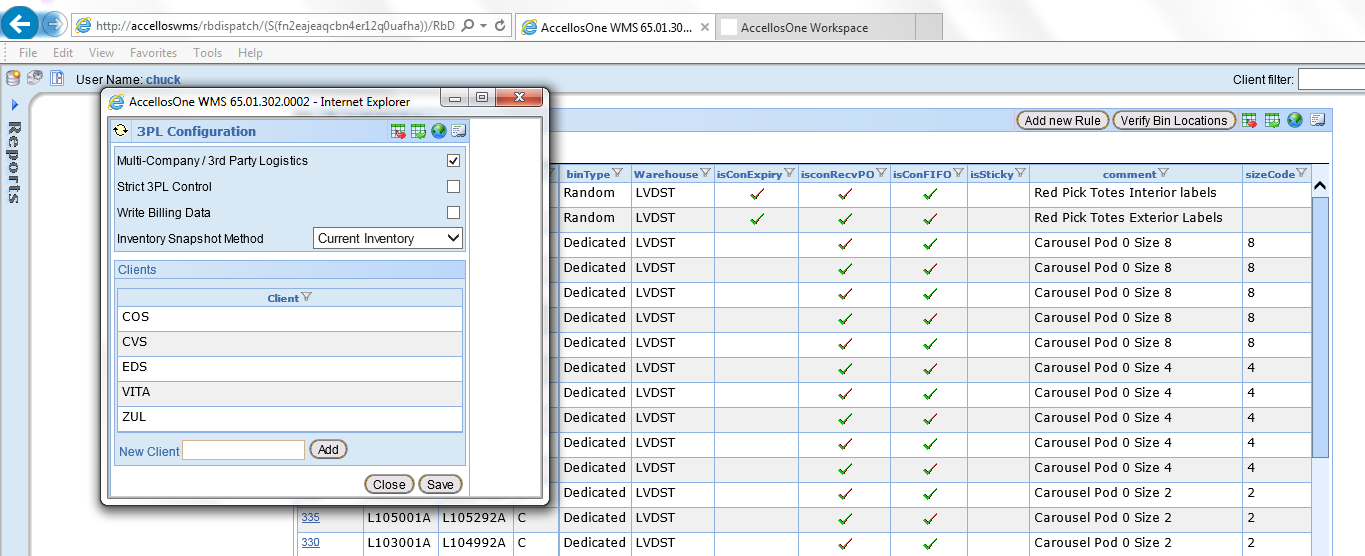 http://accelloswms/rbdispatch/(S(fn2eajeaqcbn4er12q0uafha))/RbD
AccellosOne WMS 65.01.30...
AccellosOne Workspace
File Edit View Favorites Tools Help
User Name: chuck
Client filter:
Reports
AccellosOne WMS 65.01.302.0002 - Internet Explorer
3PL Configuration
Multi-Company / 3rd Party Logistics
Strict 3PL Control
Write Billing Data
Inventory Snapshot Method Current Inventory
Clients
Client
COS
CVS
EDS
VITA
ZUL
New Client Add
Close Save
Add new Rule Verify Bin Locations
binType Warehouse isConExpiry isconRecvPO isConFIFO isSticky comment sizeCode
Random LVDST Red Pick Totes Interior labels
Random LVDST Red Pick Totes Exterior Labels
Dedicated LVDST Carousel Pod 0 Size 8 8
Dedicated LVDST Carousel Pod 0 Size 8 8
Dedicated LVDST Carousel Pod 0 Size 8 8
Dedicated LVDST Carousel Pod 0 Size 8 8
Dedicated LVDST Carousel Pod 0 Size 8 8
Dedicated LVDST Carousel Pod 0 Size 4 4
Dedicated LVDST Carousel Pod 0 Size 4 4
Dedicated LVDST Carousel Pod 0 Size 4 4
Dedicated LVDST Carousel Pod 0 Size 4 4
Dedicated LVDST Carousel Pod 0 Size 4 4
Dedicated LVDST Carousel Pod 0 Size 2 2
335 L105001A L105292A C Dedicated LVDST Carousel Pod 0 Size 2 2
330 L103001A L104992A C Dedicated LVDST Carousel Pod 0 Size 2 2